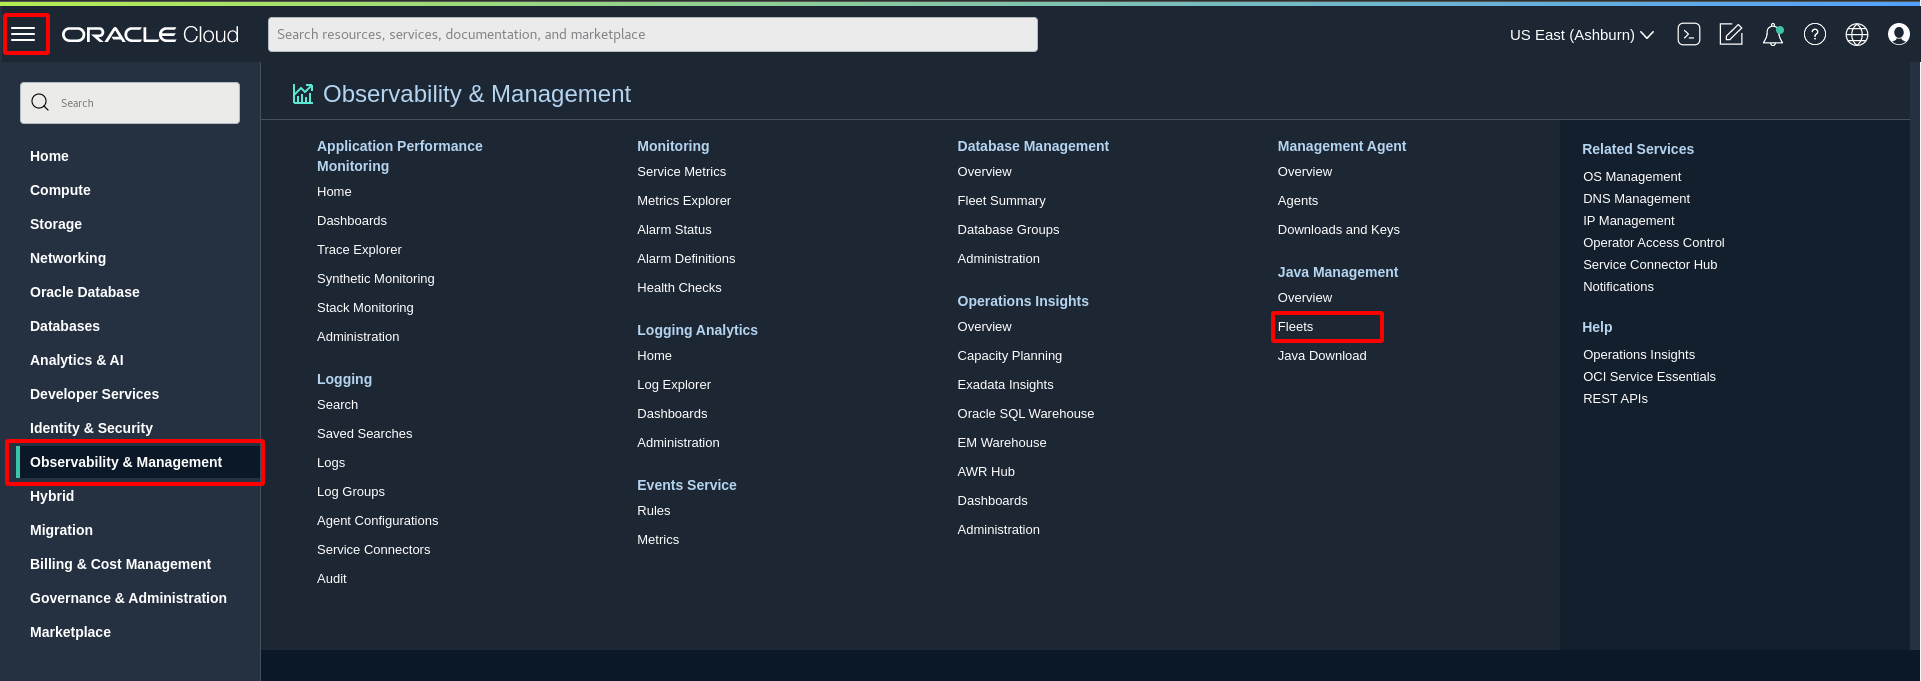 ORACLE Cloud
Search resources, services, documentation, and marketplace
US East (Ashburn)
Search
Home
Compute
Storage
Networking
Oracle Database
Databases
Analytics & AI
Developer Services
Identity & Security
Observability & Management
Hybrid
Migration
Billing & Cost Management
Governance & Administration
Marketplace
Observability & Management
Application Performance
Monitoring
Home
Dashboards
Trace Explorer
Synthetic Monitoring
Stack Monitoring
Administration
Logging
Search
Saved Searches
Logs
Log Groups
Agent Configurations
Service Connectors
Audit
Monitoring
Service Metrics
Metrics Explorer
Alarm Status
Alarm Definitions
Health Checks
Logging Analytics
Home
Log Explorer
Dashboards
Administration
Events Service
Rules
Metrics
Database Management
Overview
Fleet Summary
Database Groups
Administration
Operations Insights
Overview
Capacity Planning
Exadata Insights
Oracle SQL Warehouse
EM Warehouse
AWR Hub
Dashboards
Administration
Management Agent
Overview
Agents
Downloads and Keys
Java Management
Overview
Fleets
Java Download
Related Services
OS Management
DNS Management
IP Management
Operator Access Control
Service Connector Hub
Notifications
Help
Operations Insights
OCI Service Essentials
REST APIs